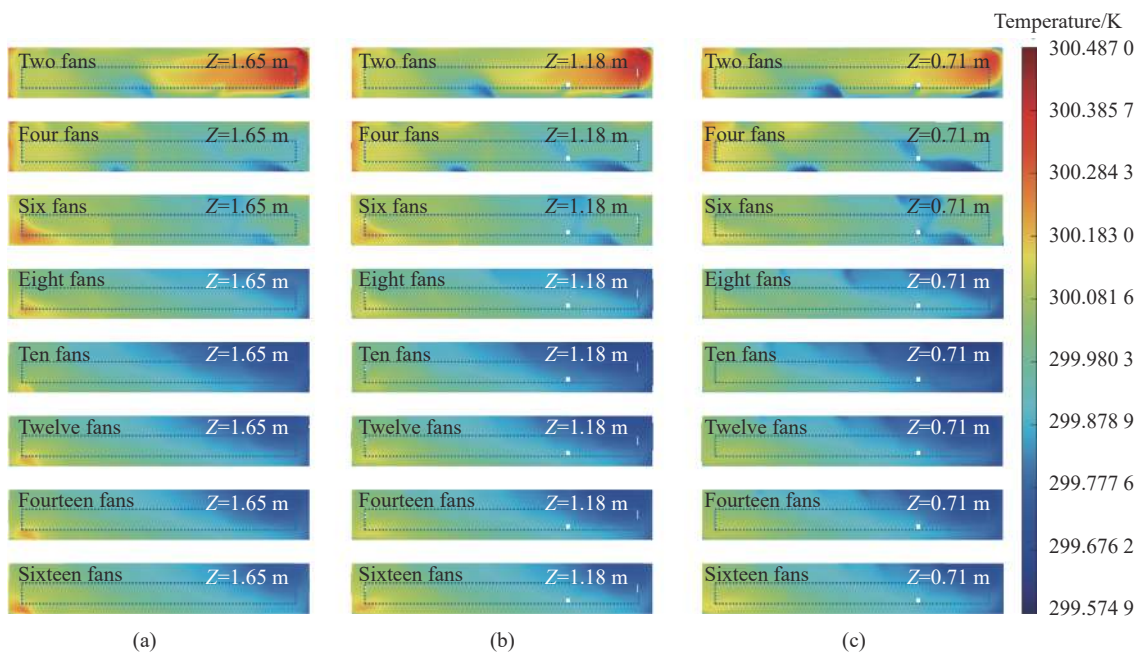 Temperature/K
Two fans Z=1.65 m
Two fans Z=1.18 m
Two fans Z=0.71 m
300.487 0
300.385 7
Four fans Z=1.65 m
Four fans Z=1.18 m
Four fans Z=0.71 m
300.284 3
Six fans Z=1.65 m
Six fans Z=1.18 m
Six fans Z=0.71 m
300.183 0
Eight fans Z=1.65 m
Eight fans Z=1.18 m
Eight fans Z=0.71 m
300.081 6
Ten fans Z=1.65 m
Ten fans Z=1.18 m
Ten fans Z=0.71 m
299.980 3
Twelve fans Z=1.65 m
Twelve fans Z=1.18 m
Twelve fans Z=0.71 m
299.878 9
299.777 6
Fourteen fans Z=1.65 m
Fourteen fans Z=1.18 m
Fourteen fans Z=0.71 m
299.676 2
Sixteen fans Z=1.65 m
Sixteen fans Z=1.18 m
Sixteen fans Z=0.71 m
299.574 9
(a)
(b)
(c)